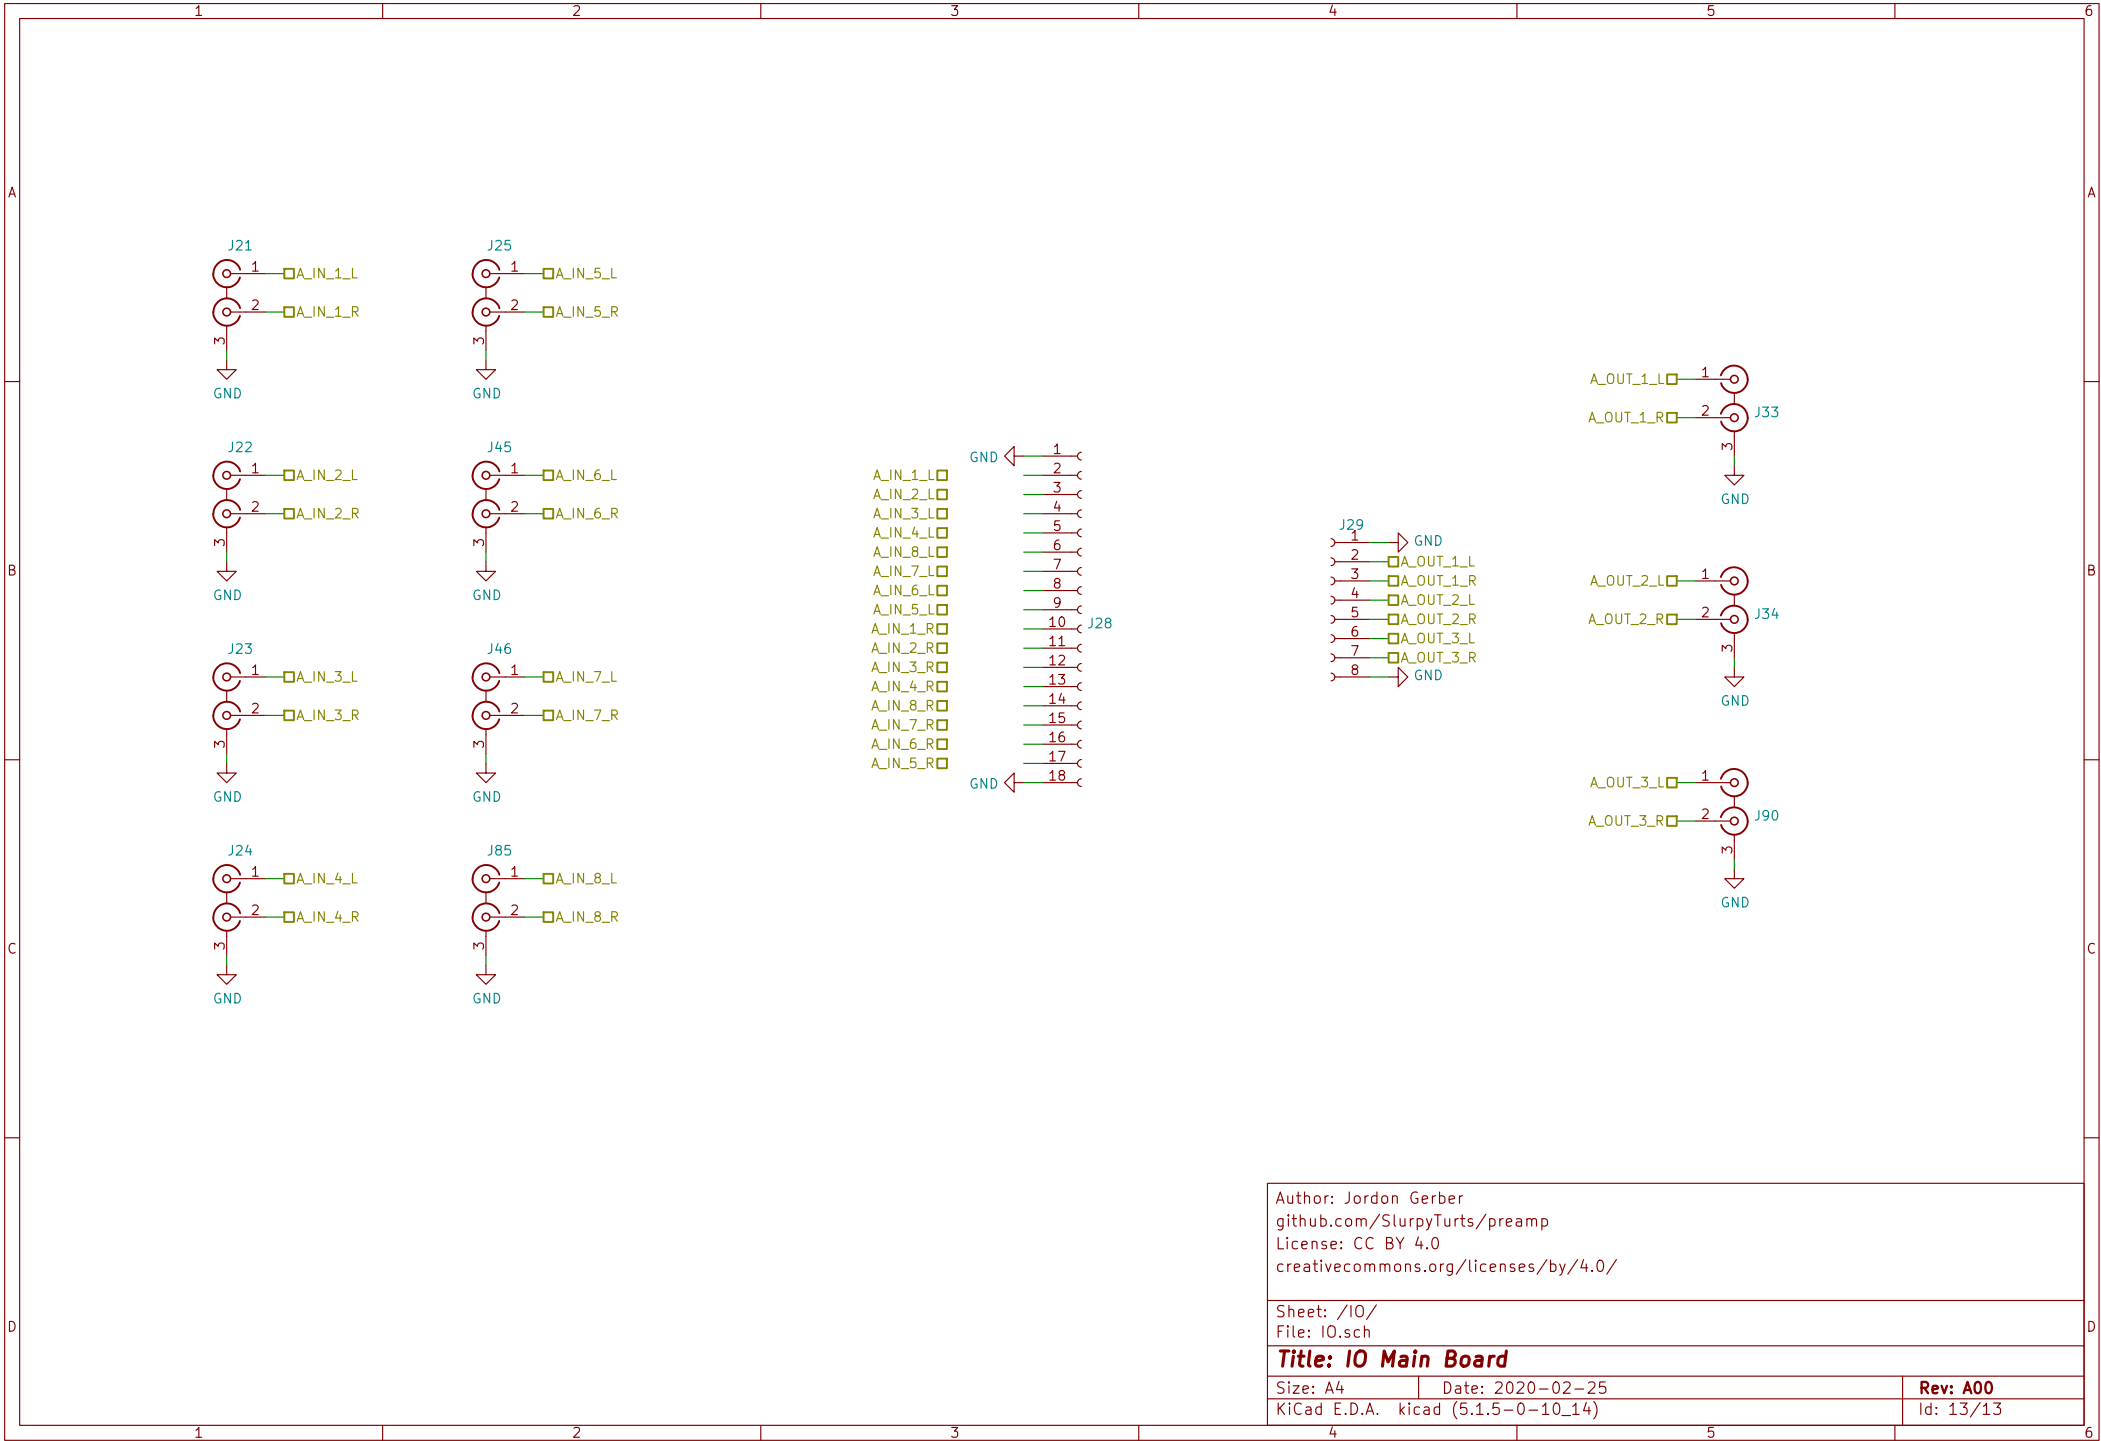 1 2 3 4 5 6
A A
J21 J25
1 A_IN_1_L 1 A_IN_5_L
2 A_IN_1_R 2 A_IN_5_R
3 3
GND GND
J22 J45
1 A_IN_2_L 1 A_IN_6_L
2 A_IN_2_R 2 A_IN_6_R
3 3
GND GND
J23 J46
1 A_IN_3_L 1 A_IN_7_L
2 A_IN_3_R 2 A_IN_7_R
3 3
GND GND
J24 J85
1 A_IN_4_L 1 A_IN_8_L
2 A_IN_4_R 2 A_IN_8_R
3 3
GND GND
B B
GND 1
A_IN_1_L 2
A_IN_2_L 3
A_IN_3_L 4
A_IN_4_L 5
A_IN_8_L 6
A_IN_7_L 7
A_IN_6_L 8
A_IN_5_L 9
A_IN_1_R 10 J28
A_IN_2_R 11
A_IN_3_R 12
A_IN_4_R 13
A_IN_8_R 14
A_IN_7_R 15
A_IN_6_R 16
A_IN_5_R 17
GND 18
J29
1 GND
2 A_OUT_1_L
3 A_OUT_1_R
4 A_OUT_2_L
5 A_OUT_2_R
6 A_OUT_3_L
7 A_OUT_3_R
8 GND
A_OUT_1_L 1
A_OUT_1_R 2 J33
3
GND
A_OUT_2_L 1
A_OUT_2_R 2 J34
3
GND
A_OUT_3_L 1
A_OUT_3_R 2 J90
3
GND
C C
Author: Jordon Gerber
github.com/SlurpyTurts/preamp
License: CC BY 4.0
creativecommons.org/licenses/by/4.0/
Sheet: /IO/
File: IO.sch
D D
Title: IO Main Board
Size: A4 Date: 2020-02-25 Rev: A00
KiCad E.D.A. kicad (5.1.5-0-10_14) Id: 13/13
1 2 3 4 5 6